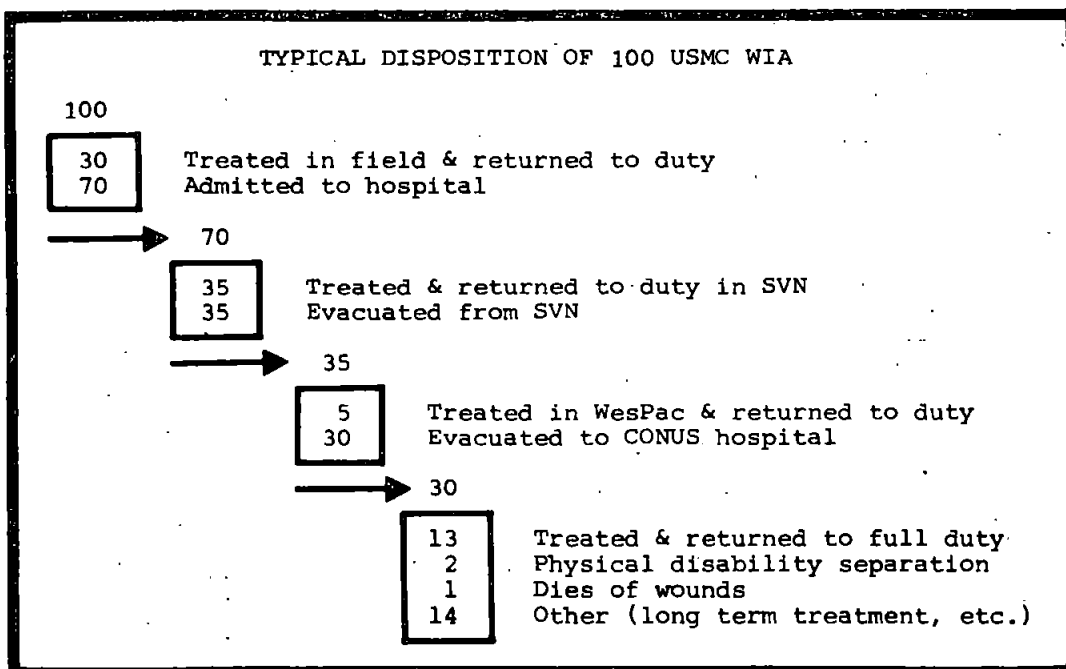 TYPICAL DISPOSITION OF 100 USMC WIA
100
30 Treated in field & returned to duty
70 Admitted to hospital
70
35 Treated & returned to duty in SVN
35 Evacuated from SVN
35
5 Treated in WesPac & returned to duty
30 Evacuated to CONUS hospital
30
13 Treated & returned to full duty
2 Physical disability separation
1 Dies of wounds
14 Other (long term treatment, etc.)